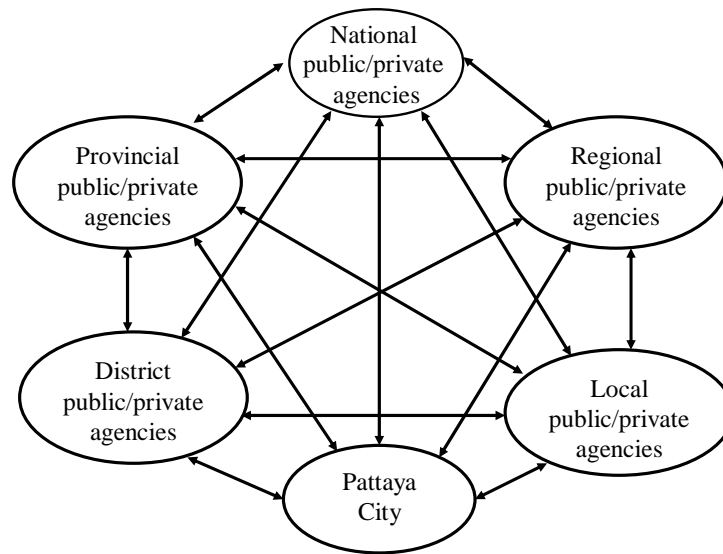 National
public/private
agencies
Provincial
public/private
agencies
Regional
public/private
agencies
District
public/private
agencies
Local
public/private
agencies
Pattaya
City